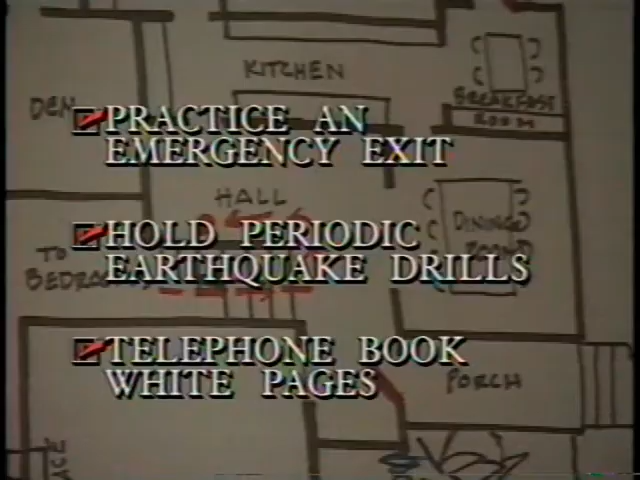 KITCHEN
DEN
BREAKFAST
ROOM
PRACTICE AN
EMERGENCY EXIT
HALL
DINING
ROOM
HOLD PERIODIC
EARTHQUAKE DRILLS
TO
BEDROOMS
TELEPHONE BOOK
WHITE PAGES
PORCH